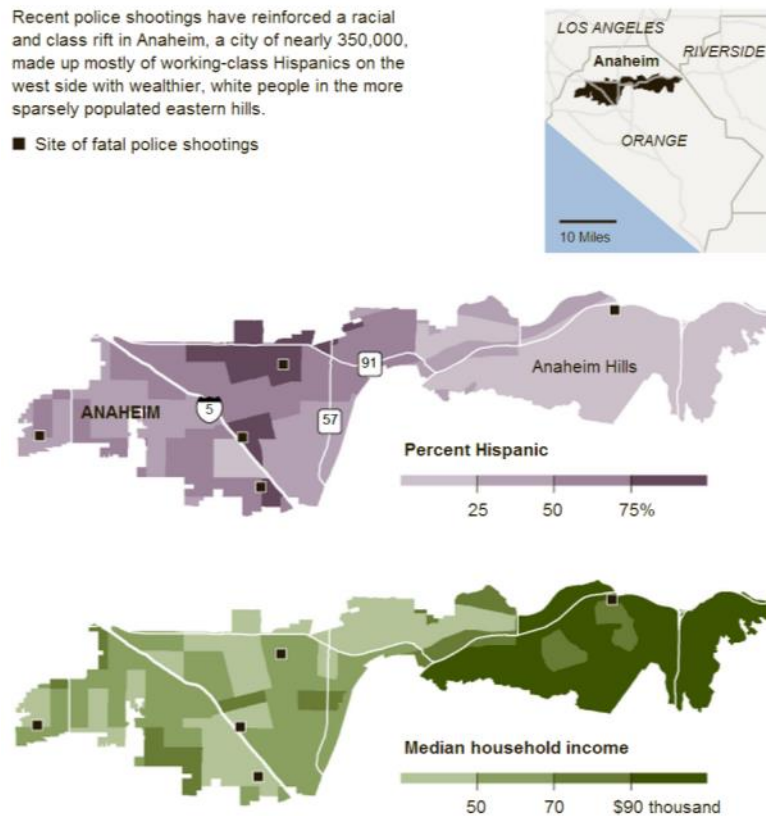 Recent police shootings have reinforced a racial
and class rift in Anaheim, a city of nearly 350,000,
made up mostly of working-class Hispanics on the
west side with wealthier, white people in the more
sparsely populated eastern hills.
Site of fatal police shootings
LOS ANGELES
RIVERSIDE
Anaheim
ORANGE
10 Miles
91
Anaheim Hills
ANAHEIM
5
57
Percent Hispanic
25 50 75%
Median household income
50 70 $90 thousand